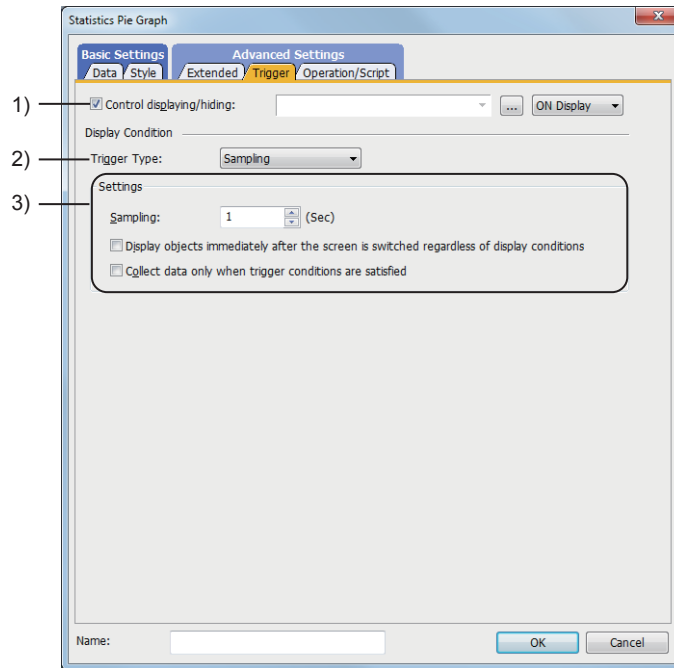 Statistics Pie Graph
Basic Settings Advanced Settings
Data Style Extended Trigger Operation/Script
1) Control displaying/hiding: ... ON Display
Display Condition
2) Trigger Type: Sampling
3) Settings
Sampling: 1 (Sec)
Display objects immediately after the screen is switched regardless of display conditions
Collect data only when trigger conditions are satisfied
Name: OK Cancel